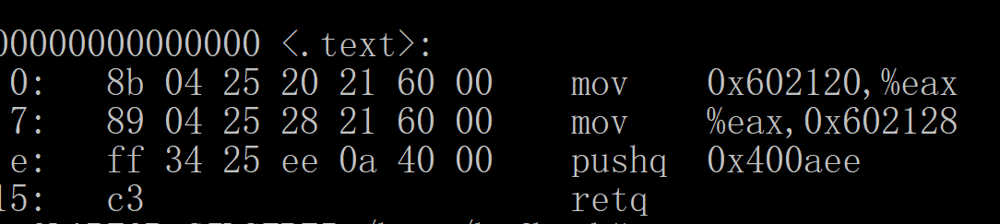 00000000000000 <.text>:
0: 8b 04 25 20 21 60 00 mov 0x602120,%eax
7: 89 04 25 28 21 60 00 mov %eax,0x602128
e: ff 34 25 ee 0a 40 00 pushq 0x400aee
15: c3 retq